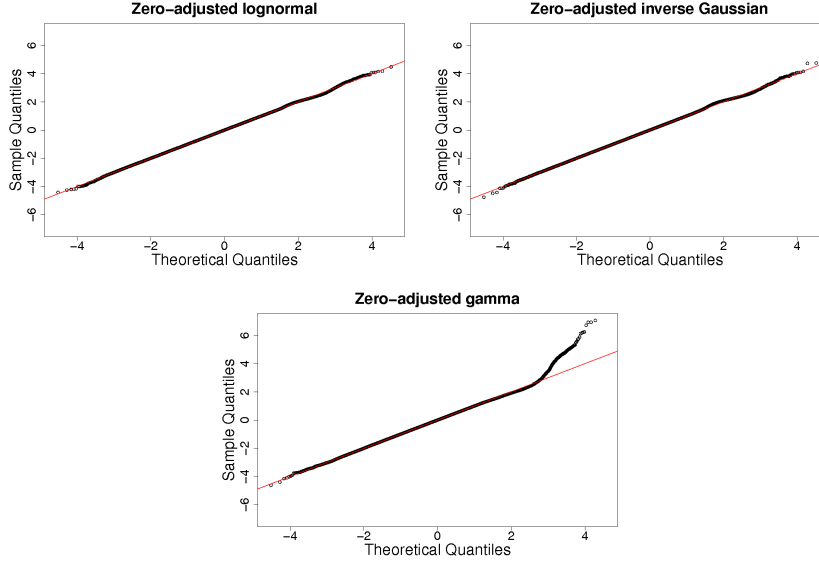 Zero−adjusted lognormal
Sample Quantiles
6
4
2
0
−2
−4
−6
−4 −2 0 2 4
Theoretical Quantiles
Zero−adjusted inverse Gaussian
Sample Quantiles
6
4
2
0
−2
−4
−6
−4 −2 0 2 4
Theoretical Quantiles
Zero−adjusted gamma
Sample Quantiles
6
4
2
0
−2
−4
−6
−4 −2 0 2 4
Theoretical Quantiles